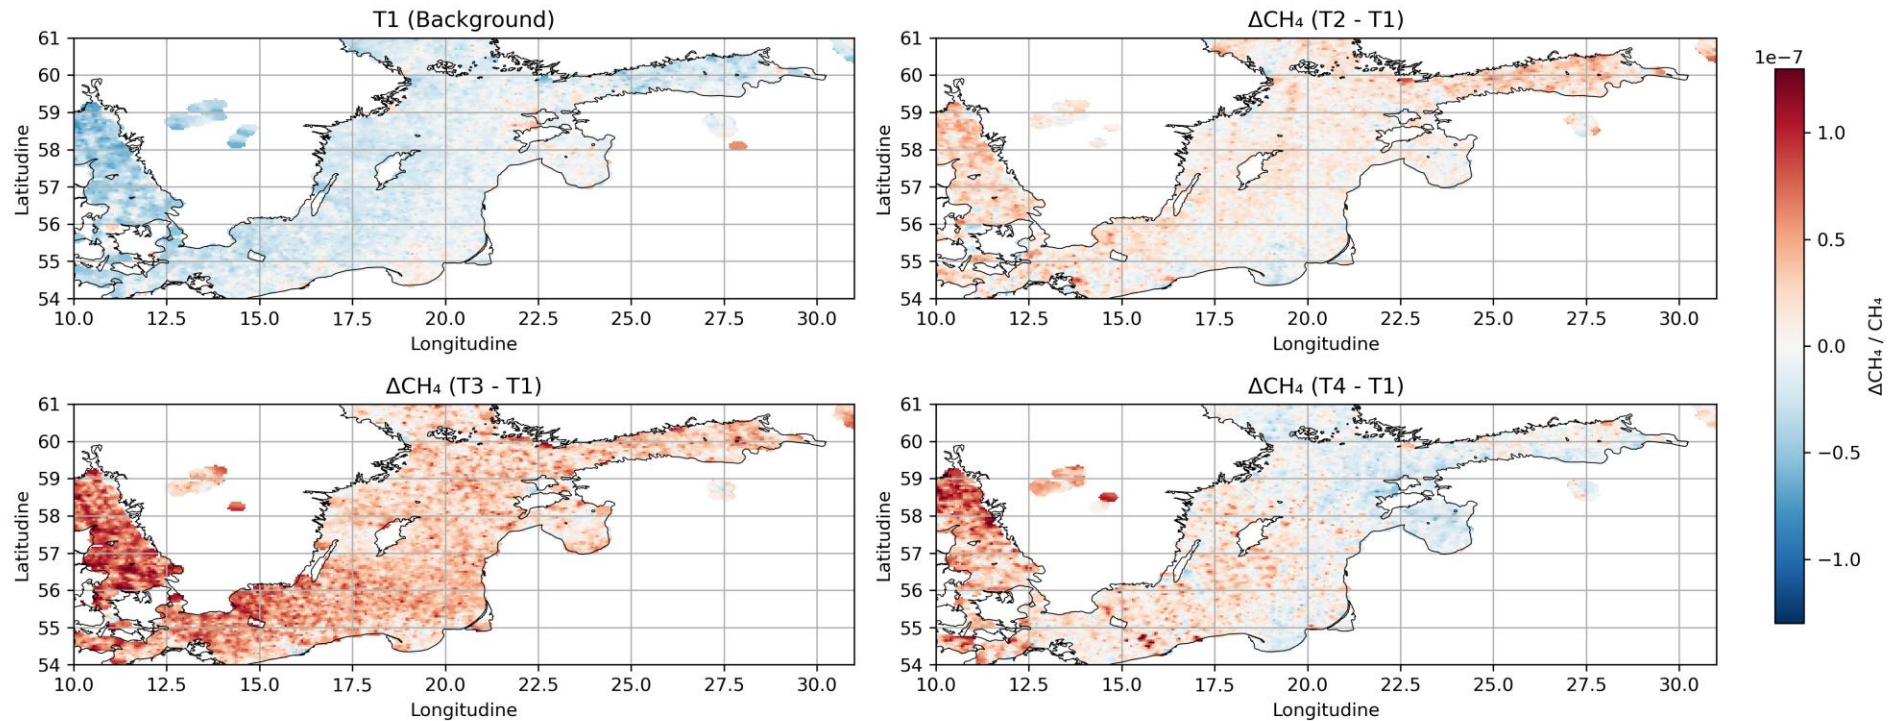 T1 (Background)
61
60
59
58
57
56
55
54
Latitudine
10.0 12.5 15.0 17.5 20.0 22.5 25.0 27.5 30.0
Longitudine
ΔCH₄ (T2 - T1)
61
60
59
58
57
56
55
54
Latitudine
10.0 12.5 15.0 17.5 20.0 22.5 25.0 27.5 30.0
Longitudine
ΔCH₄ (T3 - T1)
61
60
59
58
57
56
55
54
Latitudine
10.0 12.5 15.0 17.5 20.0 22.5 25.0 27.5 30.0
Longitudine
ΔCH₄ (T4 - T1)
61
60
59
58
57
56
55
54
Latitudine
10.0 12.5 15.0 17.5 20.0 22.5 25.0 27.5 30.0
Longitudine
1e−7
1.0
0.5
0.0
−0.5
−1.0
ΔCH₄ / CH₄